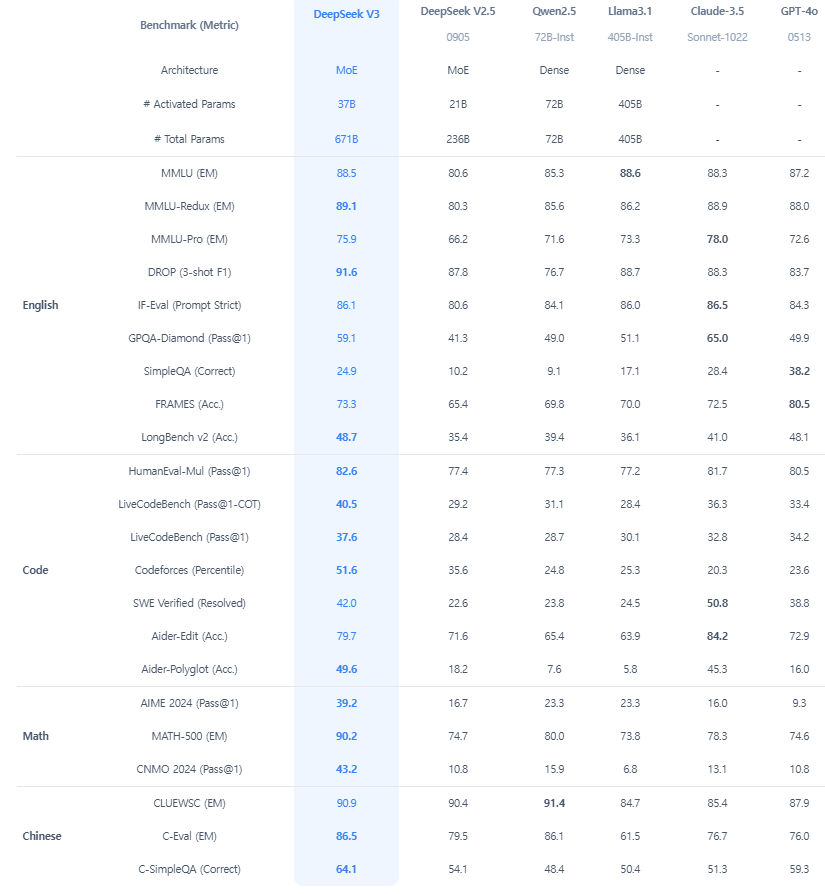 Benchmark (Metric) DeepSeek V3 DeepSeek V2.5 Qwen2.5 Llama3.1 Claude-3.5 GPT-4o
0905 72B-Inst 405B-Inst Sonnet-1022 0513
Architecture MoE MoE Dense Dense - -
# Activated Params 37B 21B 72B 405B - -
# Total Params 671B 236B 72B 405B - -
MMLU (EM) 88.5 80.6 85.3 88.6 88.3 87.2
MMLU-Redux (EM) 89.1 80.3 85.6 86.2 88.9 88.0
MMLU-Pro (EM) 75.9 66.2 71.6 73.3 78.0 72.6
DROP (3-shot F1) 91.6 87.8 76.7 88.7 88.3 83.7
English IF-Eval (Prompt Strict) 86.1 80.6 84.1 86.0 86.5 84.3
GPQA-Diamond (Pass@1) 59.1 41.3 49.0 51.1 65.0 49.9
SimpleQA (Correct) 24.9 10.2 9.1 17.1 28.4 38.2
FRAMES (Acc.) 73.3 65.4 69.8 70.0 72.5 80.5
LongBench v2 (Acc.) 48.7 35.4 39.4 36.1 41.0 48.1
HumanEval-Mul (Pass@1) 82.6 77.4 77.3 77.2 81.7 80.5
LiveCodeBench (Pass@1-COT) 40.5 29.2 31.1 28.4 36.3 33.4
LiveCodeBench (Pass@1) 37.6 28.4 28.7 30.1 32.8 34.2
Code Codeforces (Percentile) 51.6 35.6 24.8 25.3 20.3 23.6
SWE Verified (Resolved) 42.0 22.6 23.8 24.5 50.8 38.8
Aider-Edit (Acc.) 79.7 71.6 65.4 63.9 84.2 72.9
Aider-Polyglot (Acc.) 49.6 18.2 7.6 5.8 45.3 16.0
AIME 2024 (Pass@1) 39.2 16.7 23.3 23.3 16.0 9.3
Math MATH-500 (EM) 90.2 74.7 80.0 73.8 78.3 74.6
CNMO 2024 (Pass@1) 43.2 10.8 15.9 6.8 13.1 10.8
CLUEWSC (EM) 90.9 90.4 91.4 84.7 85.4 87.9
Chinese C-Eval (EM) 86.5 79.5 86.1 61.5 76.7 76.0
C-SimpleQA (Correct) 64.1 54.1 48.4 50.4 51.3 59.3